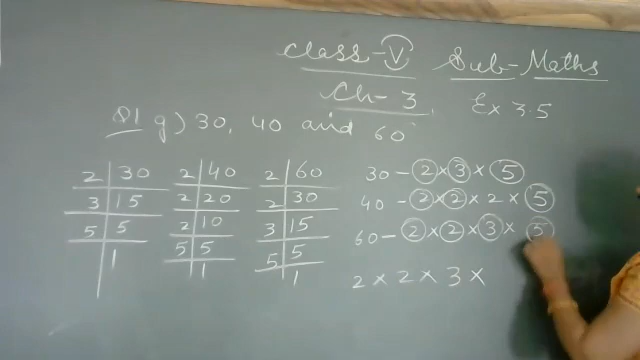 Class-V Sub-Maths
Ch-3 Ex 3.5
Q1 g) 30, 40 and 60
2 30 2 40 2 60 30 - 2 × 3 × 5
3 15 2 20 2 30 40 - 2 × 2 × 2 × 5
5 5 2 10 3 15 60 - 2 × 2 × 3 × 5
1 5 5 5 5
1 1 2 × 2 × 3 ×